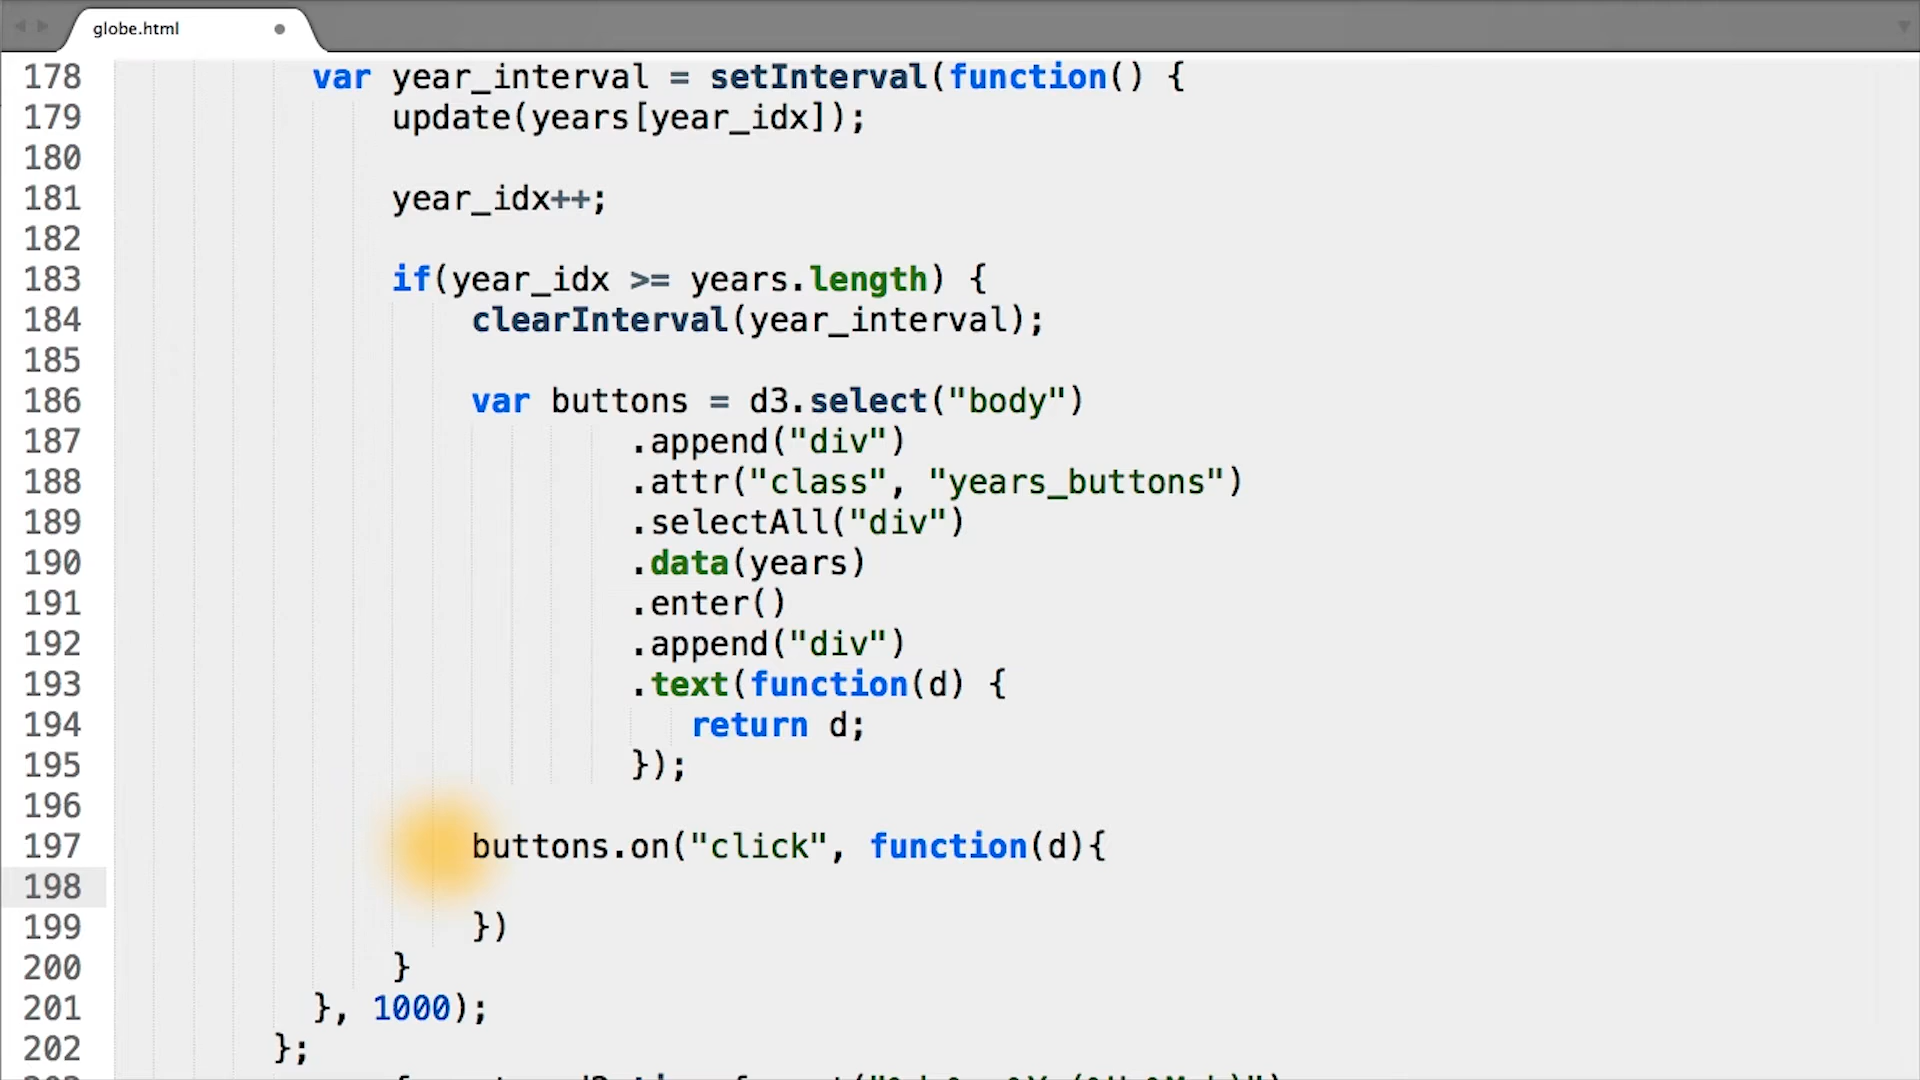 globe.html
178 var year_interval = setInterval(function() {
179 update(years[year_idx]);
180
181 year_idx++;
182
183 if(year_idx >= years.length) {
184 clearInterval(year_interval);
185
186 var buttons = d3.select("body")
187 .append("div")
188 .attr("class", "years_buttons")
189 .selectAll("div")
190 .data(years)
191 .enter()
192 .append("div")
193 .text(function(d) {
194 return d;
195 });
196
197 buttons.on("click", function(d){
198
199 })
200 }
201 }, 1000);
202 };